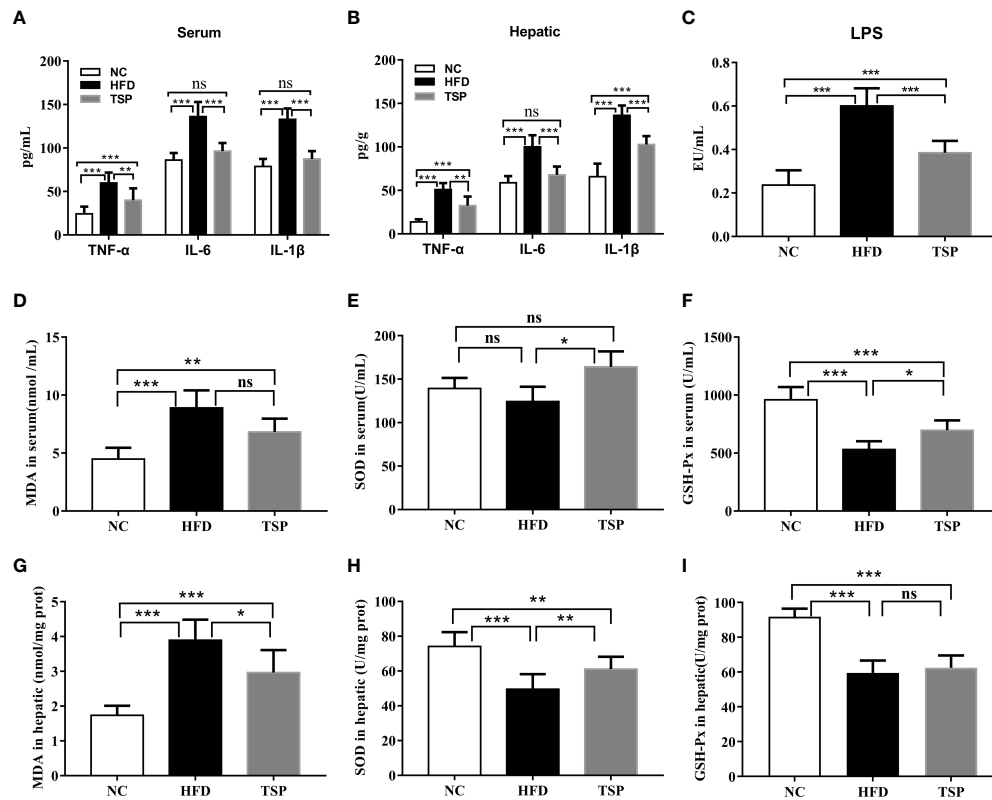 A
Serum
NC
HFD
TSP
pg/mL
200
150
100
50
0
***
***
**
ns
***
***
ns
***
***
TNF-α
IL-6
IL-1β
B
Hepatic
NC
HFD
TSP
pg/g
200
150
100
50
0
***
***
**
ns
***
***
***
***
***
TNF-α
IL-6
IL-1β
C
LPS
EU/mL
0.8
0.6
0.4
0.2
0.0
***
***
***
NC
HFD
TSP
D
MDA in serum(nmol /mL)
15
10
5
0
**
***
ns
NC
HFD
TSP
E
SOD in serum(U/mL)
200
150
100
50
0
ns
ns
*
NC
HFD
TSP
F
GSH-Px in serum (U/mL)
1500
1000
500
0
***
***
*
NC
HFD
TSP
G
MDA in hepatic (nmol/mg prot)
5
4
3
2
1
0
***
***
*
NC
HFD
TSP
H
SOD in hepatic (U/mg prot)
100
80
60
40
20
0
**
***
**
NC
HFD
TSP
I
GSH-Px in hepatic(U/mg prot)
100
80
60
40
20
0
***
***
ns
NC
HFD
TSP